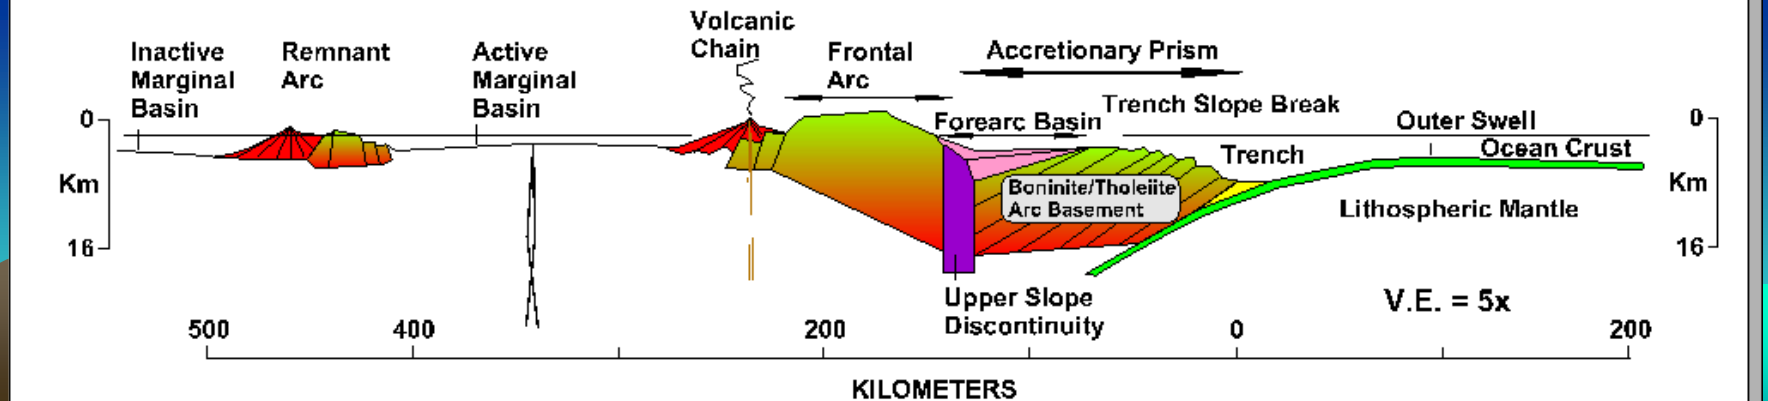 Volcanic
Chain
Inactive
Marginal
Basin
Remnant
Arc
Active
Marginal
Basin
Frontal
Arc
Accretionary Prism
Trench Slope Break
Forearc Basin
Outer Swell
Ocean Crust
Trench
0
Km
16
0
Km
16
Boninite/Tholeiite
Arc Basement
Lithospheric Mantle
Upper Slope
Discontinuity
V.E. = 5x
500
400
200
0
200
KILOMETERS